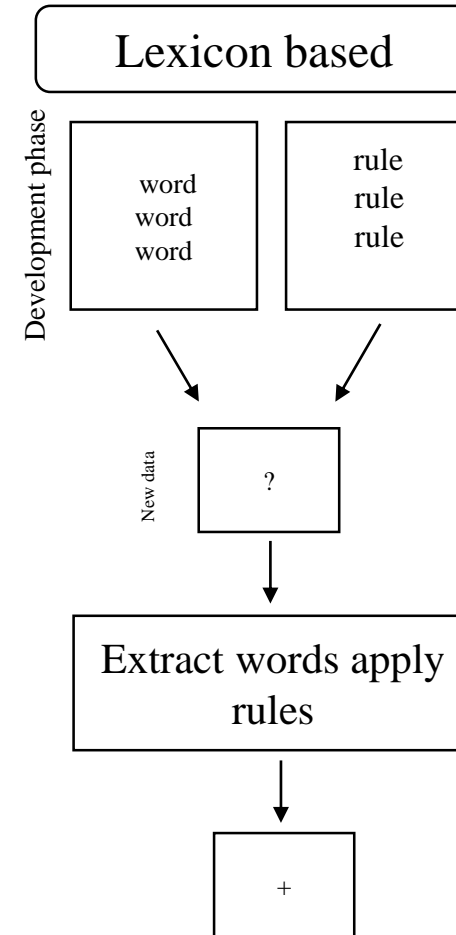 Lexicon based
Development phase
word
word
word
rule
rule
rule
New data
?
Extract words apply
rules
+